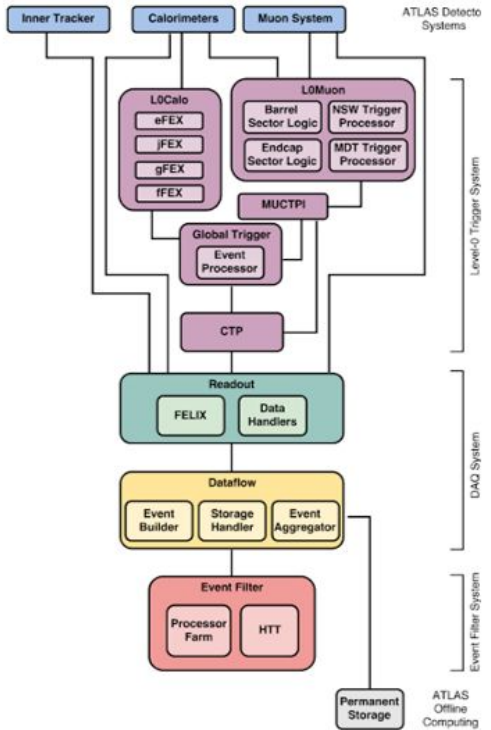 Inner Tracker
Calorimeters
Muon System
ATLAS Detecto
Systems
L0Calo
eFEX
jFEX
gFEX
fFEX
L0Muon
Barrel
Sector Logic
NSW Trigger
Processor
Endcap
Sector Logic
MDT Trigger
Processor
MUCTPI
Global Trigger
Event
Processor
CTP
Level-0 Trigger System
Readout
FELIX
Data
Handlers
Dataflow
Event
Builder
Storage
Handler
Event
Aggregator
DAQ System
Event Filter
Processor
Farm
HTT
Event Filter System
Permanent
Storage
ATLAS
Offline
Computing